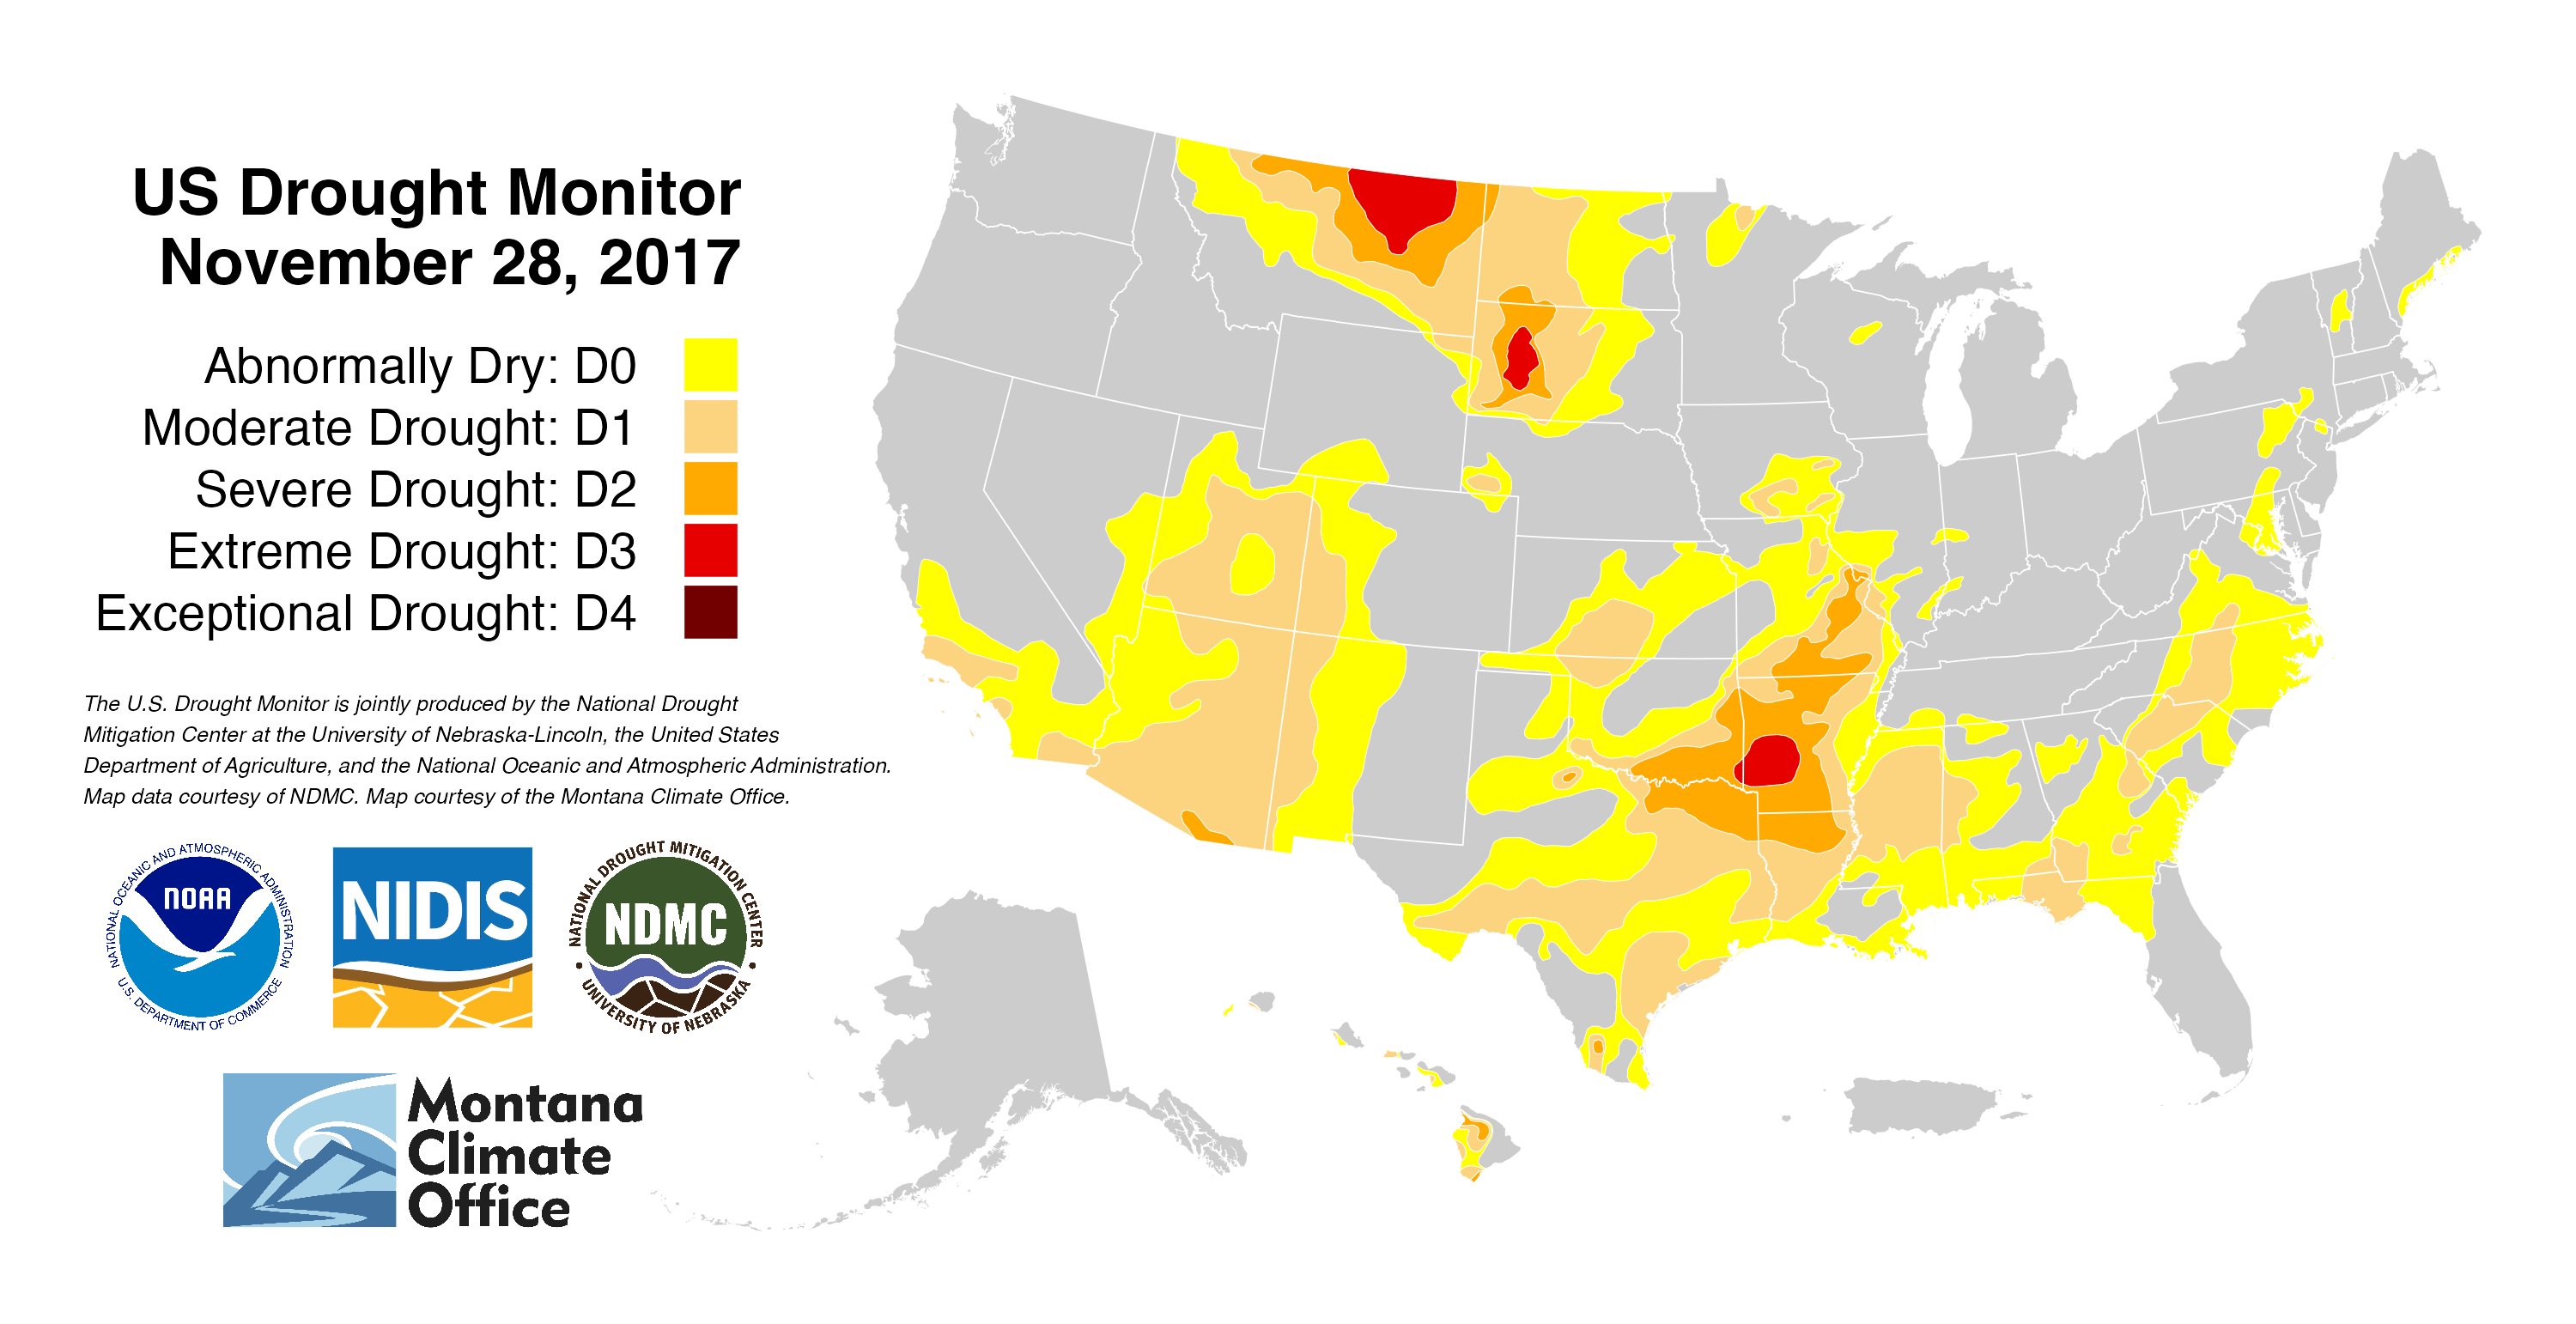 US Drought Monitor
November 28, 2017
Abnormally Dry: D0
Moderate Drought: D1
Severe Drought: D2
Extreme Drought: D3
Exceptional Drought: D4
The U.S. Drought Monitor is jointly produced by the National Drought
Mitigation Center at the University of Nebraska-Lincoln, the United States
Department of Agriculture, and the National Oceanic and Atmospheric Administration.
Map data courtesy of NDMC. Map courtesy of the Montana Climate Office.
NATIONAL OCEANIC AND ATMOSPHERIC ADMINISTRATION
NOAA
U.S. DEPARTMENT OF COMMERCE
NIDIS
NATIONAL DROUGHT MITIGATION CENTER
NDMC
UNIVERSITY OF NEBRASKA
Montana
Climate
Office